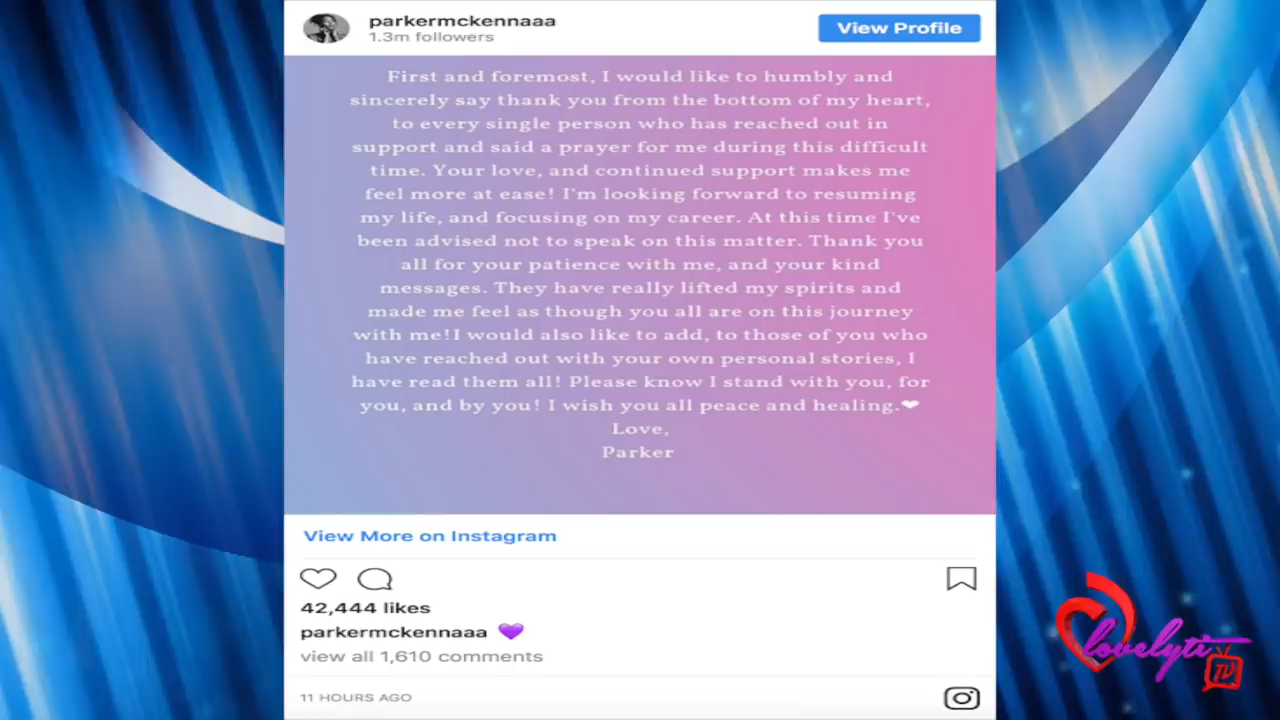 parkermckennaaa
1.3m followers
View Profile
First and foremost, I would like to humbly and
sincerely say thank you from the bottom of my heart,
to every single person who has reached out in
support and said a prayer for me during this difficult
time. Your love, and continued support makes me
feel more at ease! I'm looking forward to resuming
my life, and focusing on my career. At this time I've
been advised not to speak on this matter. Thank you
all for your patience with me, and your kind
messages. They have really lifted my spirits and
made me feel as though you all are on this journey
with me!I would also like to add, to those of you who
have reached out with your own personal stories, I
have read them all! Please know I stand with you, for
you, and by you! I wish you all peace and healing.❤
Love,
Parker
View More on Instagram
42,444 likes
parkermckennaaa 💜
view all 1,610 comments
11 HOURS AGO
lovelyti
TV